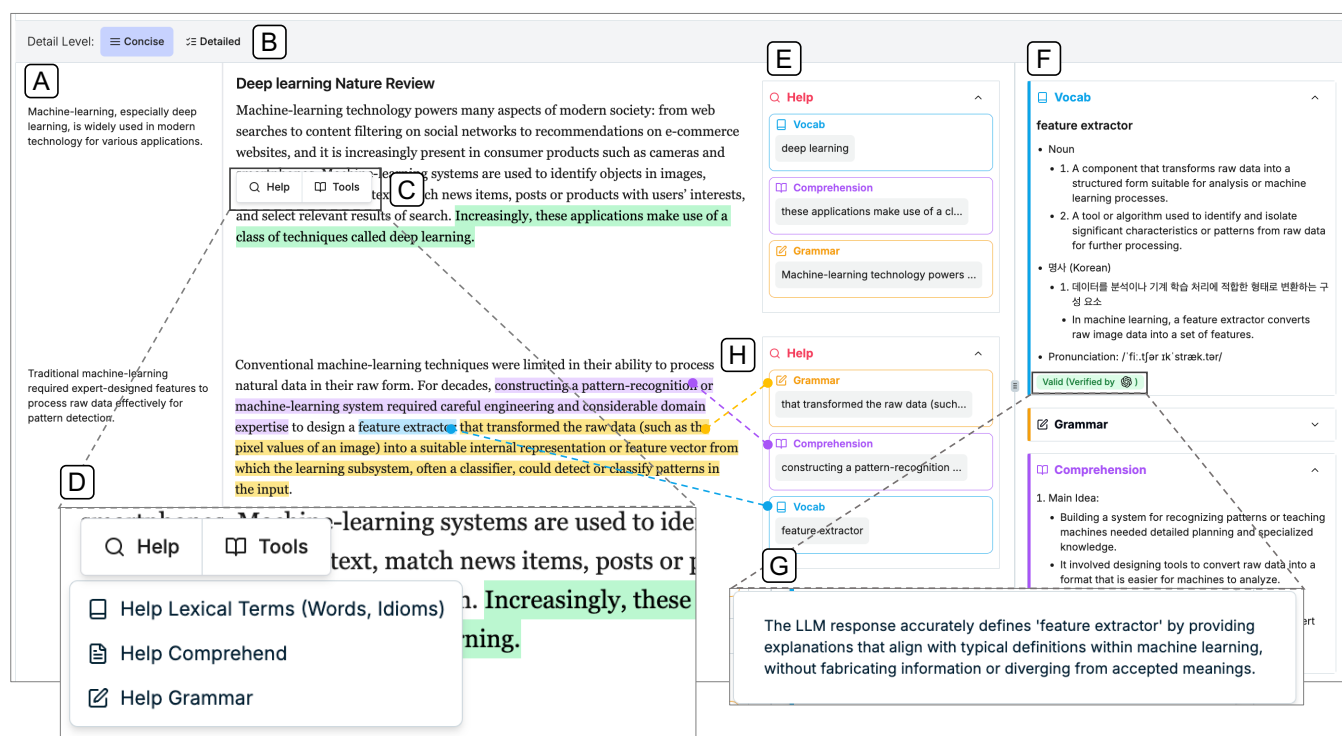 Detail Level:
Concise
Detailed
B
A
Machine-learning, especially deep
learning, is widely used in modern
technology for various applications.
Traditional machine-learning
required expert-designed features to
process raw data effectively for
pattern detection.
Deep learning Nature Review
Machine-learning technology powers many aspects of modern society: from web
searches to content filtering on social networks to recommendations on e-commerce
websites, and it is increasingly present in consumer products such as cameras and
Machine-learning systems are used to identify objects in images,
Help
Tools
C
news items, posts or products with users' interests,
and select relevant results of search. Increasingly, these applications make use of a
class of techniques called deep learning.
Conventional machine-learning techniques were limited in their ability to process
natural data in their raw form. For decades, constructing a pattern-recognition or
machine-learning system required careful engineering and considerable domain
expertise to design a feature extractor that transformed the raw data (such as the
pixel values of an image) into a suitable internal representation or feature vector from
which the learning subsystem, often a classifier, could detect or classify patterns in
the input.
E
Help
Vocab
deep learning
Comprehension
these applications make use of a cl...
Grammar
Machine-learning technology powers ...
H
Help
Grammar
that transformed the raw data (such...
Comprehension
constructing a pattern-recognition ...
Vocab
feature extractor
F
Vocab
feature extractor
• Noun
• 1. A component that transforms raw data into a
structured form suitable for analysis or machine
learning processes.
• 2. A tool or algorithm used to identify and isolate
significant characteristics or patterns from raw data
for further processing.
• 명사 (Korean)
• 1. 데이터를 분석이나 기계 학습 처리에 적합한 형태로 변환하는 구
성 요소
• In machine learning, a feature extractor converts
raw image data into a set of features.
• Pronunciation: /ˈfiː.tʃər ɪkˈstræk.tər/
Valid (Verified by )
Grammar
Comprehension
1. Main Idea:
• Building a system for recognizing patterns or teaching
machines needed detailed planning and specialized
knowledge.
• It involved designing tools to convert raw data into a
format that is easier for machines to analyze.
D
-learning systems are used to ide
Help
Tools
text, match news items, posts or
Increasingly, these
Help Lexical Terms (Words, Idioms)
Help Comprehend
Help Grammar
G
The LLM response accurately defines 'feature extractor' by providing
explanations that align with typical definitions within machine learning,
without fabricating information or diverging from accepted meanings.